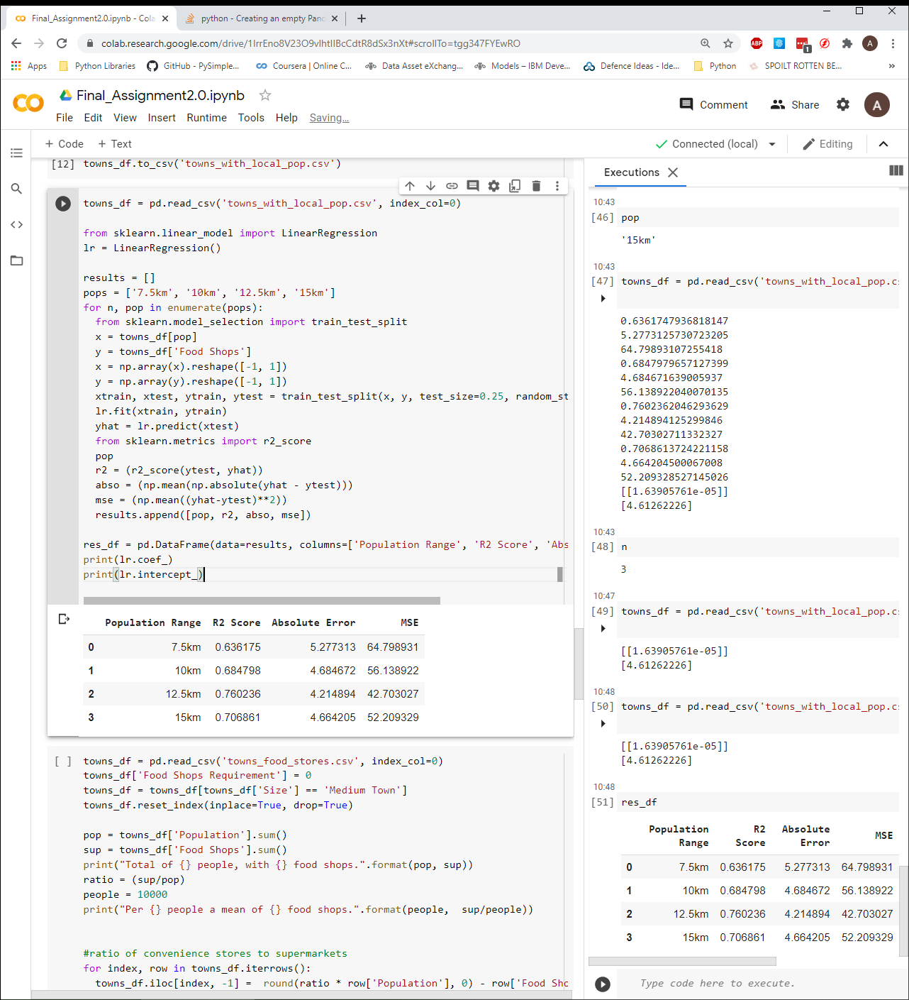 Final_Assignment2.0.ipynb - Cola
python - Creating an empty Pand
colab.research.google.com/drive/1IrrEno8V23O9vIhtIIBcCdtR8dSx3nXt#scrollTo=tgg347FYEwRO
ABP
1
A
Apps
Python Libraries
GitHub - PySimple...
Coursera | Online C...
Data Asset eXchang...
Models – IBM Deve...
Defence Ideas - Ide...
Python
SPOILT ROTTEN BE...
»
Final_Assignment2.0.ipynb
File Edit View Insert Runtime Tools Help Saving...
Comment
Share
A
+ Code + Text
Connected (local)
Editing
[12] towns_df.to_csv('towns_with_local_pop.csv')
towns_df = pd.read_csv('towns_with_local_pop.csv', index_col=0)
from sklearn.linear_model import LinearRegression
lr = LinearRegression()
results = []
pops = ['7.5km', '10km', '12.5km', '15km']
for n, pop in enumerate(pops):
from sklearn.model_selection import train_test_split
x = towns_df[pop]
y = towns_df['Food Shops']
x = np.array(x).reshape([-1, 1])
y = np.array(y).reshape([-1, 1])
xtrain, xtest, ytrain, ytest = train_test_split(x, y, test_size=0.25, random_st
lr.fit(xtrain, ytrain)
yhat = lr.predict(xtest)
from sklearn.metrics import r2_score
pop
r2 = (r2_score(ytest, yhat))
abso = (np.mean(np.absolute(yhat - ytest)))
mse = (np.mean((yhat-ytest)**2))
results.append([pop, r2, abso, mse])
res_df = pd.DataFrame(data=results, columns=['Population Range', 'R2 Score', 'Abs
print(lr.coef_)
print(lr.intercept_)
Population Range R2 Score Absolute Error MSE
0 7.5km 0.636175 5.277313 64.798931
1 10km 0.684798 4.684672 56.138922
2 12.5km 0.760236 4.214894 42.703027
3 15km 0.706861 4.664205 52.209329
[ ] towns_df = pd.read_csv('towns_food_stores.csv', index_col=0)
towns_df['Food Shops Requirement'] = 0
towns_df = towns_df[towns_df['Size'] == 'Medium Town']
towns_df.reset_index(inplace=True, drop=True)
pop = towns_df['Population'].sum()
sup = towns_df['Food Shops'].sum()
print("Total of {} people, with {} food shops.".format(pop, sup))
ratio = (sup/pop)
people = 10000
print("Per {} people a mean of {} food shops.".format(people,  sup/people))
#ratio of convenience stores to supermarkets
for index, row in towns_df.iterrows():
towns_df.iloc[index, -1] =  round(ratio * row['Population'], 0) - row['Food Sho
Executions
10:43
[46] pop
'15km'
10:43
[47] towns_df = pd.read_csv('towns_with_local_pop.cs
0.6361747936818147
5.2773125730723205
64.79893107255418
0.6847979657127399
4.684671639005937
56.138922040070135
0.7602362046293629
4.214894125299846
42.70302711332327
0.7068613724221158
4.664204500067008
52.209328527145026
[[1.63905761e-05]]
[4.61262226]
10:43
[48] n
3
10:47
[49] towns_df = pd.read_csv('towns_with_local_pop.cs
[[1.63905761e-05]]
[4.61262226]
10:48
[50] towns_df = pd.read_csv('towns_with_local_pop.cs
[[1.63905761e-05]]
[4.61262226]
10:48
[51] res_df
Population Range R2 Score Absolute Error MSE
0 7.5km 0.636175 5.277313 64.798931
1 10km 0.684798 4.684672 56.138922
2 12.5km 0.760236 4.214894 42.703027
3 15km 0.706861 4.664205 52.209329
Type code here to execute.